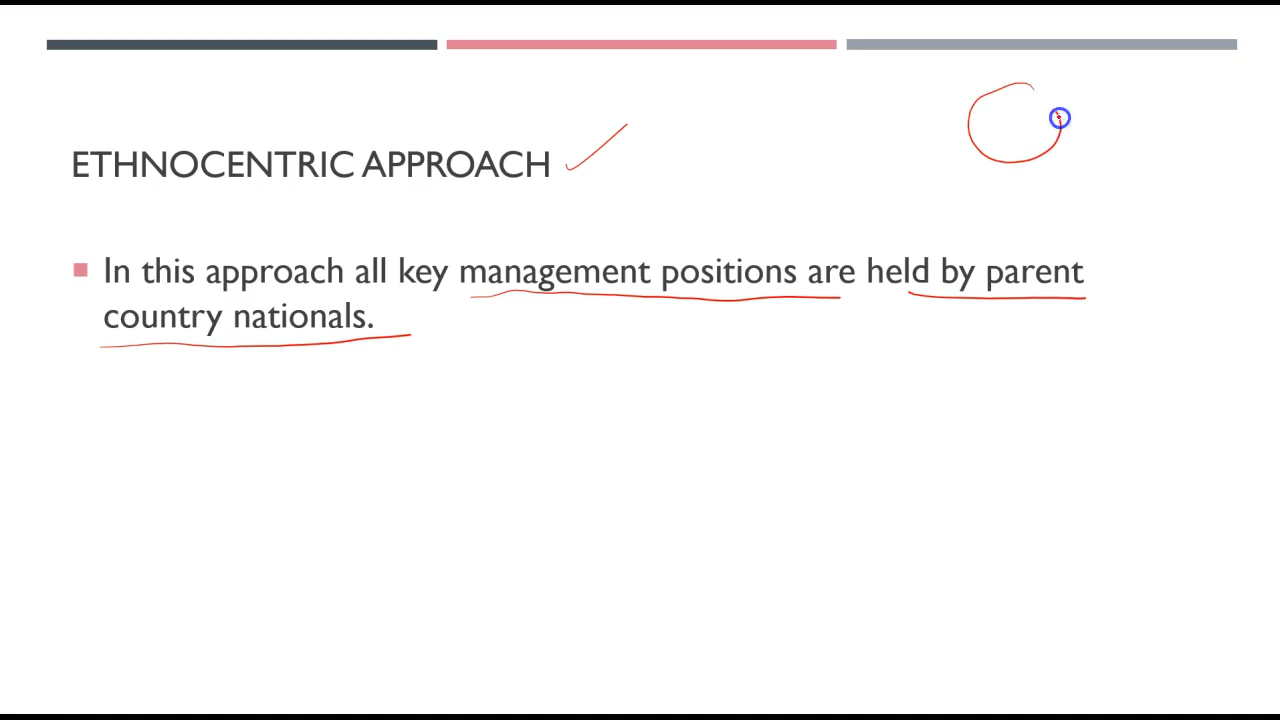 ETHNOCENTRIC APPROACH
In this approach all key management positions are held by parent
country nationals.